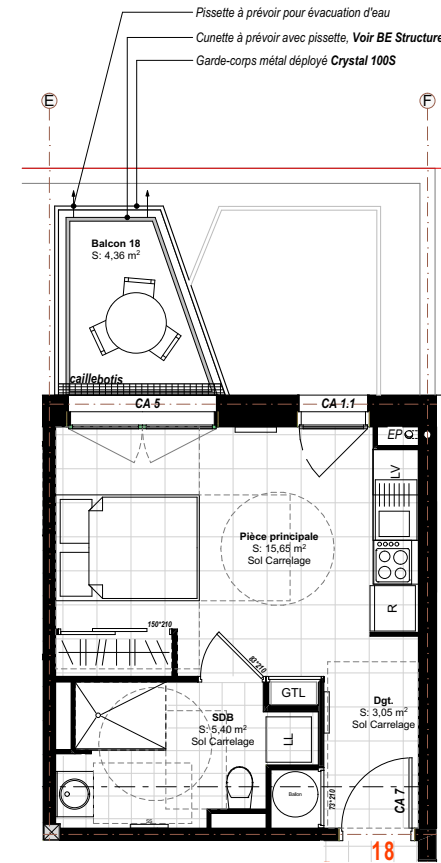 Pissette à prévoir pour évacuation d'eau
Cunette à prévoir avec pissette, Voir BE Structure
Garde-corps métal déployé Crystal 100S
E
F
Balcon 18
S: 4,36 m²
caillebotis
CA 5
CA 1.1
EP
LV
Pièce principale
S: 15,65 m²
Sol Carrelage
R
150*210
83*210
GTL
Dgt.
S: 3,05 m²
Sol Carrelage
SDB
S: 5,40 m²
Sol Carrelage
LL
Ballon
73*210
CA 7
SS
18